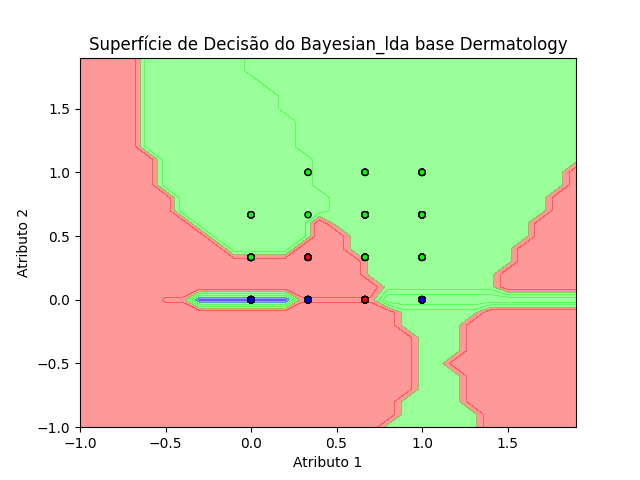 Superfície de Decisão do Bayesian_lda base Dermatology
Atributo 2
1.5
1.0
0.5
0.0
−0.5
−1.0
−1.0 −0.5 0.0 0.5 1.0 1.5
Atributo 1